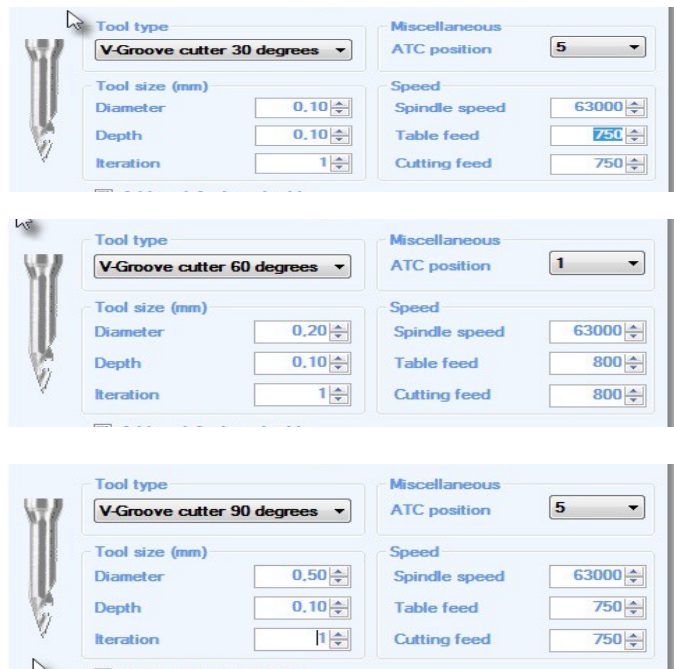 Tool type Miscellaneous
V-Groove cutter 30 degrees ATC position 5
Tool size (mm) Speed
Diameter 0,10 Spindle speed 63000
Depth 0,10 Table feed 750
Iteration 1 Cutting feed 750
Tool type Miscellaneous
V-Groove cutter 60 degrees ATC position 1
Tool size (mm) Speed
Diameter 0,20 Spindle speed 63000
Depth 0,10 Table feed 800
Iteration 1 Cutting feed 800
Tool type Miscellaneous
V-Groove cutter 90 degrees ATC position 5
Tool size (mm) Speed
Diameter 0,50 Spindle speed 63000
Depth 0,10 Table feed 750
Iteration 1 Cutting feed 750